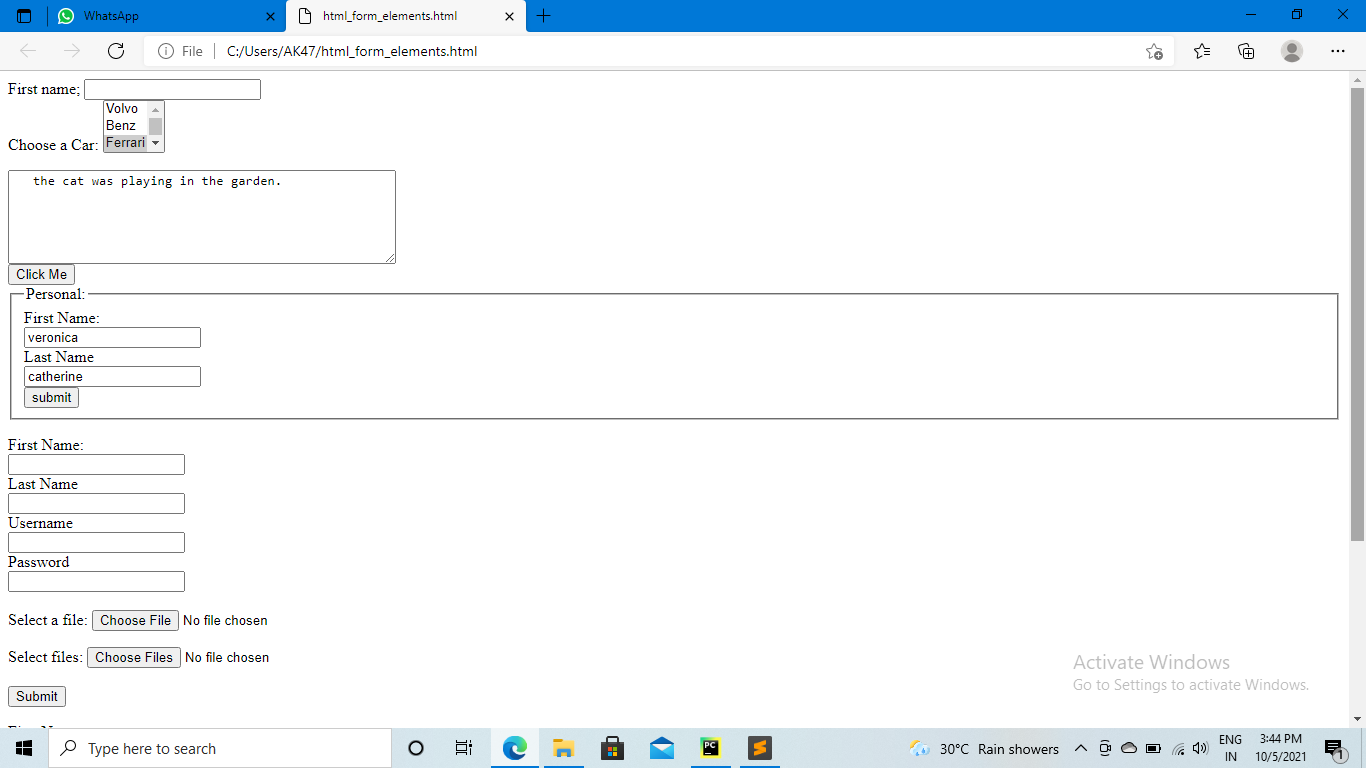 WhatsApp
html_form_elements.html
File
C:/Users/AK47/html_form_elements.html
First name;
Volvo
Benz
Choose a Car: Ferrari
the cat was playing in the garden.
Click Me
Personal:
First Name:
veronica
Last Name
catherine
submit
First Name:
Last Name
Username
Password
Select a file: Choose File No file chosen
Select files: Choose Files No file chosen
Submit
Activate Windows
Go to Settings to activate Windows.
Type here to search
PC
30°C Rain showers
ENG
IN
3:44 PM
10/5/2021
1